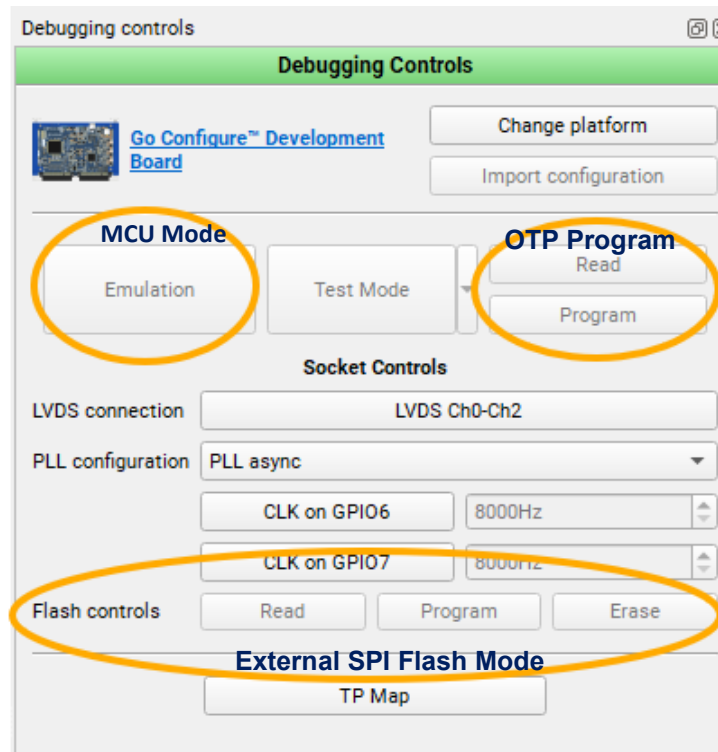 Debugging controls
Debugging Controls
Go Configure™ Development
Board
Change platform
Import configuration
MCU Mode
OTP Program
Emulation
Test Mode
Read
Program
Socket Controls
LVDS connection
LVDS Ch0-Ch2
PLL configuration
PLL async
CLK on GPIO6
8000Hz
CLK on GPIO7
8000Hz
Flash controls
Read
Program
Erase
External SPI Flash Mode
TP Map